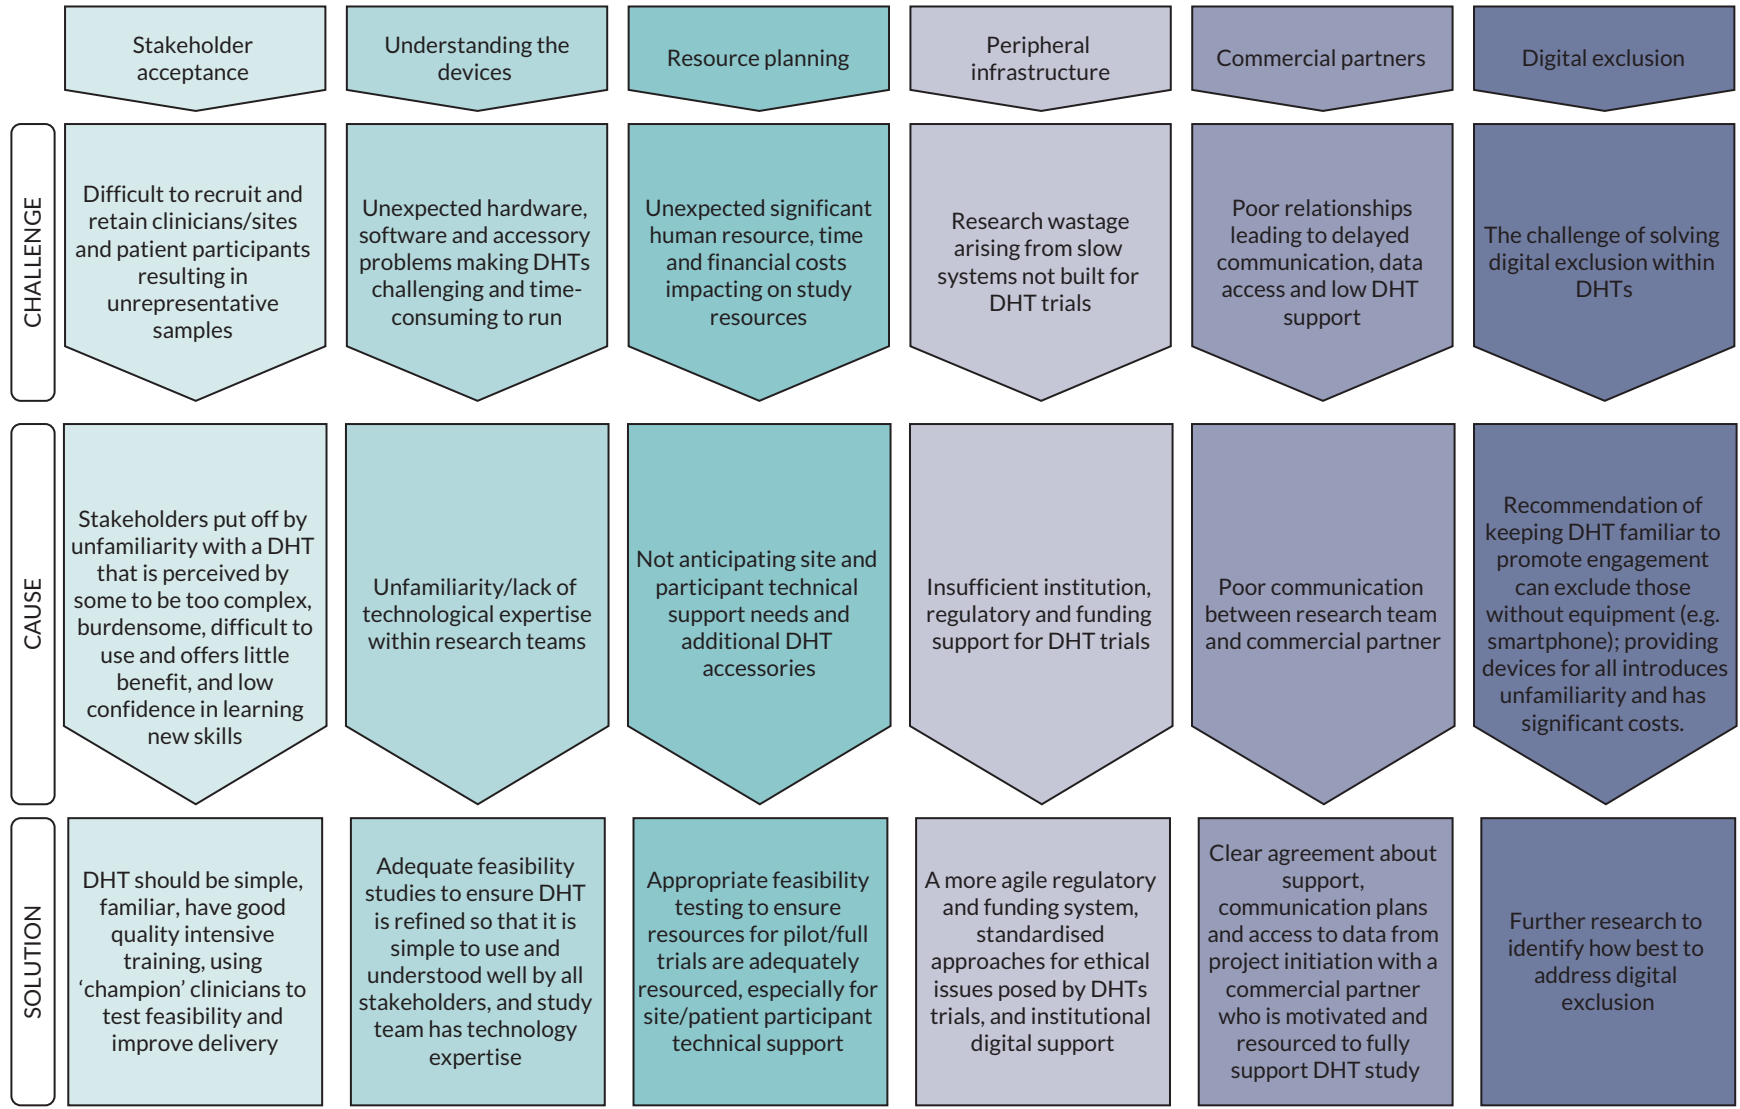 Stakeholder
acceptance
Understanding the
devices
Resource planning
Peripheral
infrastructure
Commercial partners
Digital exclusion
CHALLENGE
Difficult to recruit and
retain clinicians/sites
and patient participants
resulting in
unrepresentative
samples
Unexpected hardware,
software and accessory
problems making DHTs
challenging and time-
consuming to run
Unexpected significant
human resource, time
and financial costs
impacting on study
resources
Research wastage
arising from slow
systems not built for
DHT trials
Poor relationships
leading to delayed
communication, data
access and low DHT
support
The challenge of solving
digital exclusion within
DHTs
CAUSE
Stakeholders put off by
unfamiliarity with a DHT
that is perceived by
some to be too complex,
burdensome, difficult to
use and offers little
benefit, and low
confidence in learning
new skills
Unfamiliarity/lack of
technological expertise
within research teams
Not anticipating site and
participant technical
support needs and
additional DHT
accessories
Insufficient institution,
regulatory and funding
support for DHT trials
Poor communication
between research team
and commercial partner
Recommendation of
keeping DHT familiar to
promote engagement
can exclude those
without equipment (e.g.
smartphone); providing
devices for all introduces
unfamiliarity and has
significant costs.
SOLUTION
DHT should be simple,
familiar, have good
quality intensive
training, using
‘champion’ clinicians to
test feasibility and
improve delivery
Adequate feasibility
studies to ensure DHT
is refined so that it is
simple to use and
understood well by all
stakeholders, and study
team has technology
expertise
Appropriate feasibility
testing to ensure
resources for pilot/full
trials are adequately
resourced, especially for
site/patient participant
technical support
A more agile regulatory
and funding system,
standardised
approaches for ethical
issues posed by DHTs
trials, and institutional
digital support
Clear agreement about
support,
communication plans
and access to data from
project initiation with a
commercial partner
who is motivated and
resourced to fully
support DHT study
Further research to
identify how best to
address digital
exclusion